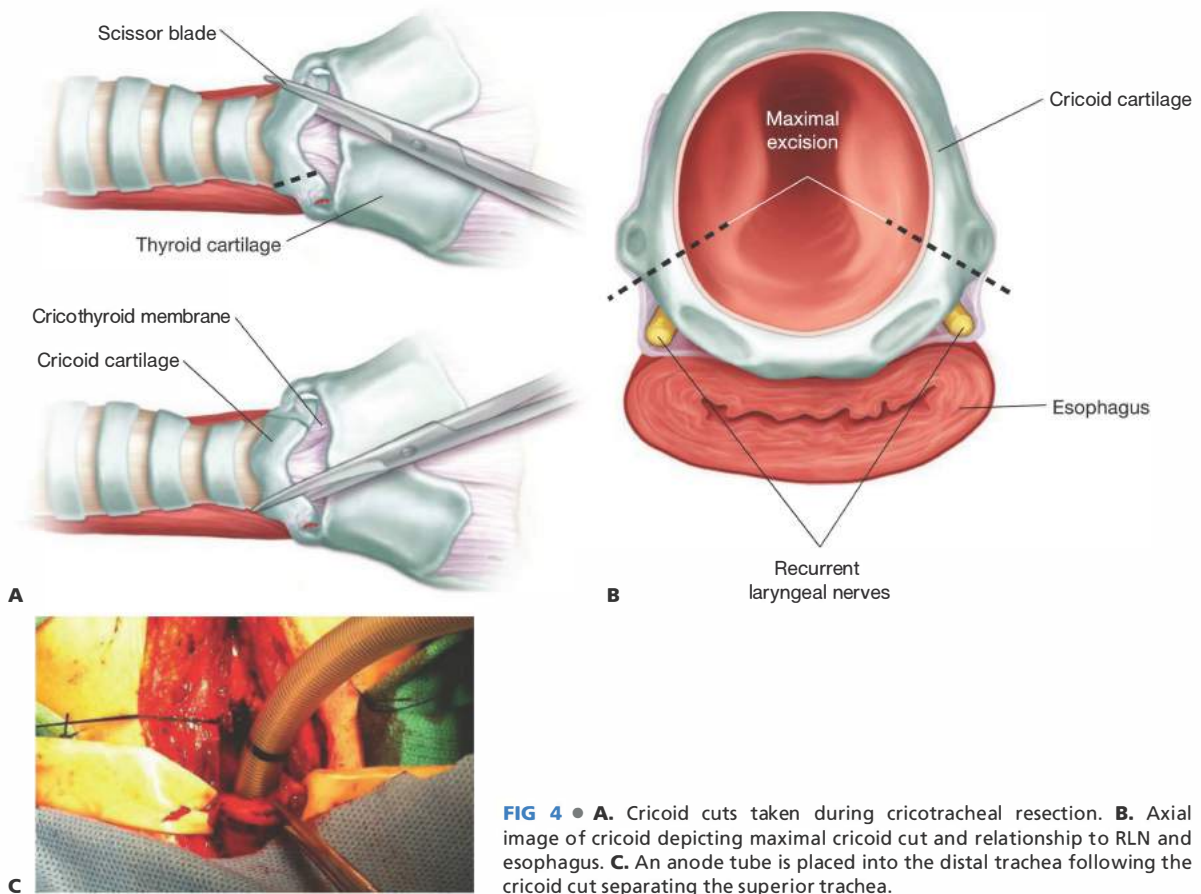 Scissor blade
Thyroid cartilage
Cricothyroid membrane
Cricoid cartilage
A
Maximal
excision
Cricoid cartilage
Esophagus
Recurrent
laryngeal nerves
B
C
FIG 4 ● A. Cricoid cuts taken during cricotracheal resection. B. Axial
image of cricoid depicting maximal cricoid cut and relationship to RLN and
esophagus. C. An anode tube is placed into the distal trachea following the
cricoid cut separating the superior trachea.